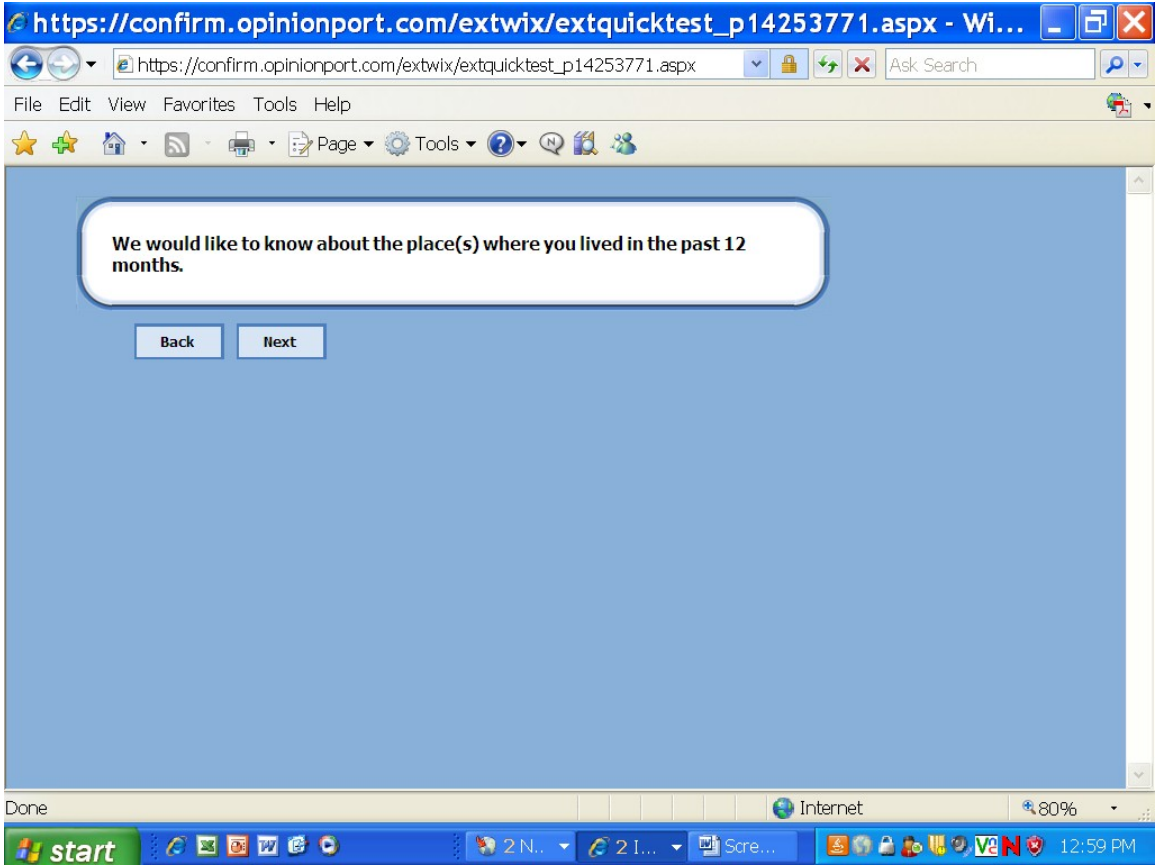 https://confirm.opinionport.com/extwix/extquicktest_p14253771.aspx - Wi...
https://confirm.opinionport.com/extwix/extquicktest_p14253771.aspx
Ask Search
File Edit View Favorites Tools Help
Page Tools
We would like to know about the place(s) where you lived in the past 12
months.
Back Next
Done Internet 80%
start 2 N.. 2 I... Scre... 12:59 PM